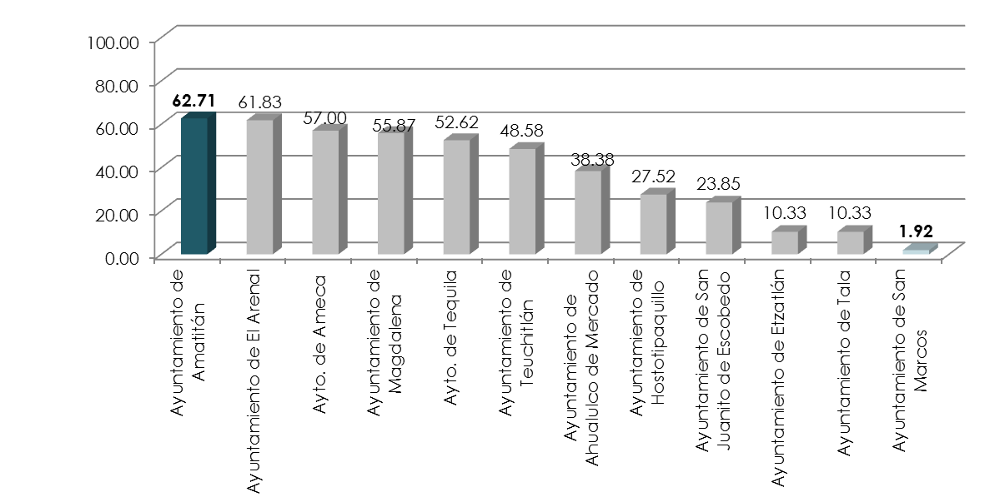 100.00
80.00
60.00
40.00
20.00
0.00
62.71
61.83
57.00
55.87
52.62
48.58
38.38
27.52
23.85
10.33
10.33
1.92
Ayuntamiento de
Amatitán
Ayuntamiento de El Arenal
Ayto. de Ameca
Ayuntamiento de
Magdalena
Ayto. de Tequila
Ayuntamiento de
Teuchitlán
Ayuntamiento de
Ahualulco de Mercado
Ayuntamiento de
Hostotipaquillo
Ayuntamiento de San
Juanito de Escobedo
Ayuntamiento de Etzatlán
Ayuntamiento de Tala
Ayuntamiento de San
Marcos